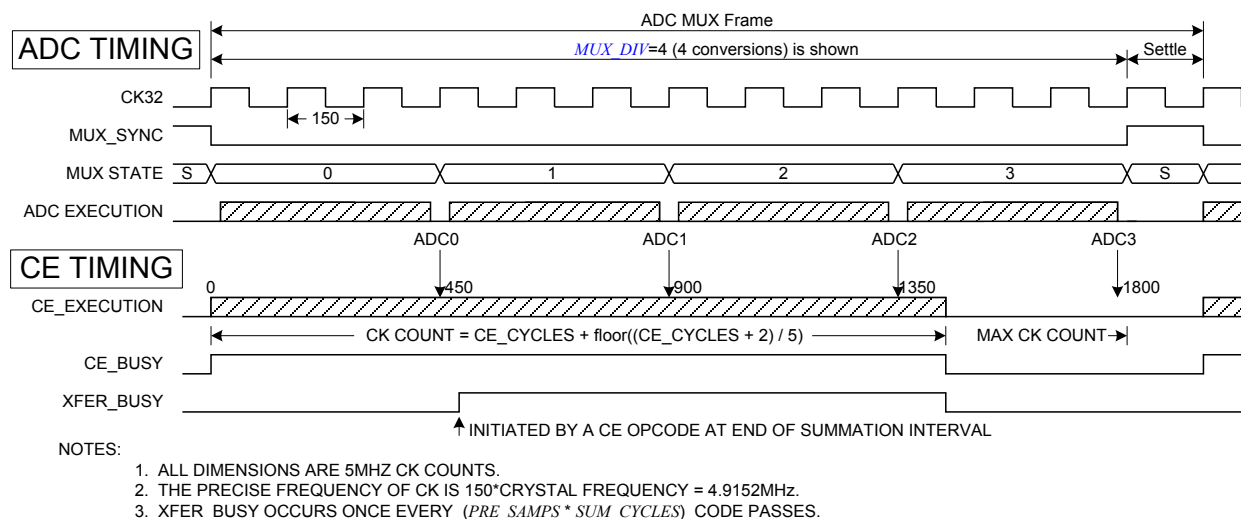 ADC MUX Frame
ADC TIMING
MUX_DIV=4 (4 conversions) is shown
Settle
CK32
150
MUX_SYNC
MUX STATE
S
0
1
2
3
S
ADC EXECUTION
ADC0
ADC1
ADC2
ADC3
CE TIMING
0
450
900
1350
1800
CE_EXECUTION
CK COUNT = CE_CYCLES + floor((CE_CYCLES + 2) / 5)
MAX CK COUNT
CE_BUSY
XFER_BUSY
INITIATED BY A CE OPCODE AT END OF SUMMATION INTERVAL
NOTES:
1. ALL DIMENSIONS ARE 5MHZ CK COUNTS.
2. THE PRECISE FREQUENCY OF CK IS 150*CRYSTAL FREQUENCY = 4.9152MHz.
3. XFER_BUSY OCCURS ONCE EVERY (PRE_SAMPS * SUM_CYCLES) CODE PASSES.